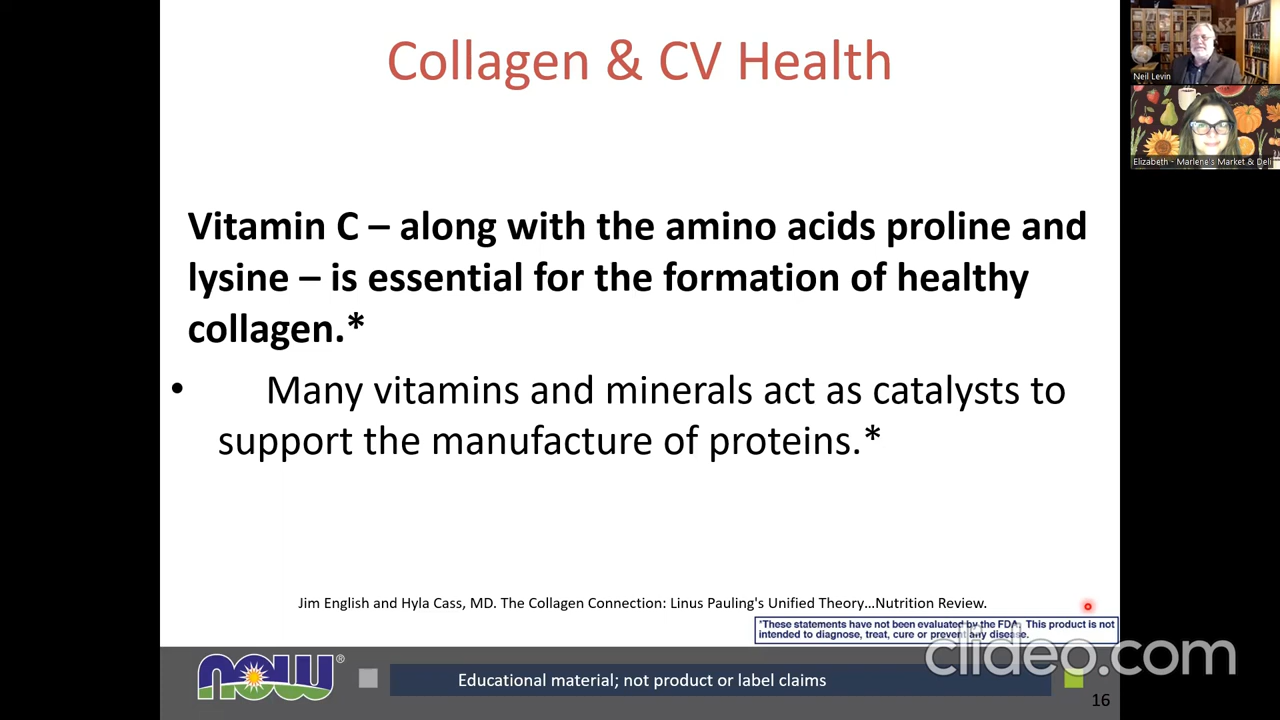 Collagen & CV Health
Neil Levin
Elizabeth - Marlene's Market & Deli
Vitamin C – along with the amino acids proline and
lysine – is essential for the formation of healthy
collagen.*
• Many vitamins and minerals act as catalysts to
support the manufacture of proteins.*
Jim English and Hyla Cass, MD. The Collagen Connection: Linus Pauling's Unified Theory…Nutrition Review.
*These statements have not been evaluated by the FDA. This product is not
intended to diagnose, treat, cure or prevent any disease.
clideo.com
NOW®
Educational material; not product or label claims
16